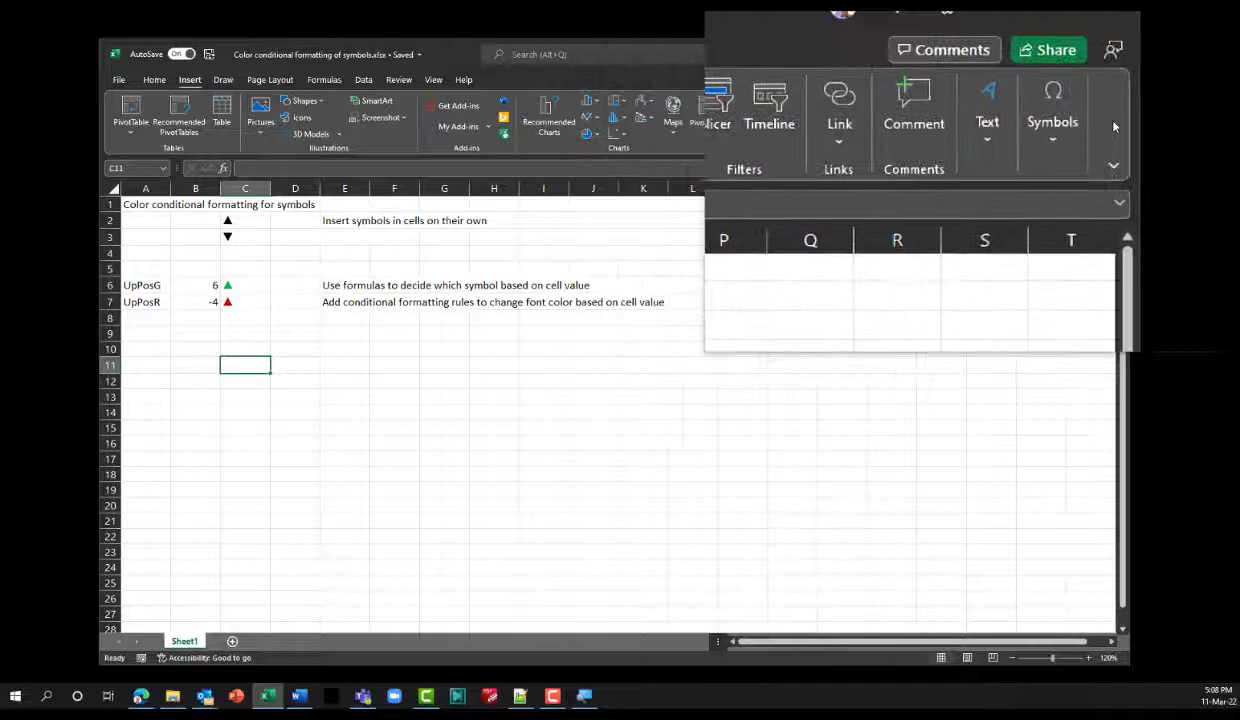 AutoSave On Color conditional formatting of symbols.xlsx • Saved Search (Alt+Q)
Comments Share
File Home Insert Draw Page Layout Formulas Data Review View Help
PivotTable Recommended PivotTables Table
Tables
Pictures Shapes Icons 3D Models SmartArt Screenshot
Illustrations
Get Add-ins My Add-ins
Add-ins
Recommended Charts Maps
Charts
Timeline
Filters
Link
Links
Comment
Comments
Text
Symbols
C11 fx
A B C D E F G H I J K L
P Q R S T
1 Color conditional formatting for symbols
2 ▲ Insert symbols in cells on their own
3 ▼
4
5
6 UpPosG 6 ▲ Use formulas to decide which symbol based on cell value
7 UpPosR -4 ▲ Add conditional formatting rules to change font color based on cell value
8
9
10
11
12
13
14
15
16
17
18
19
20
21
22
23
24
25
26
27
28
Sheet1
Ready Accessibility: Good to go 120%
5:08 PM
11-Mar-22